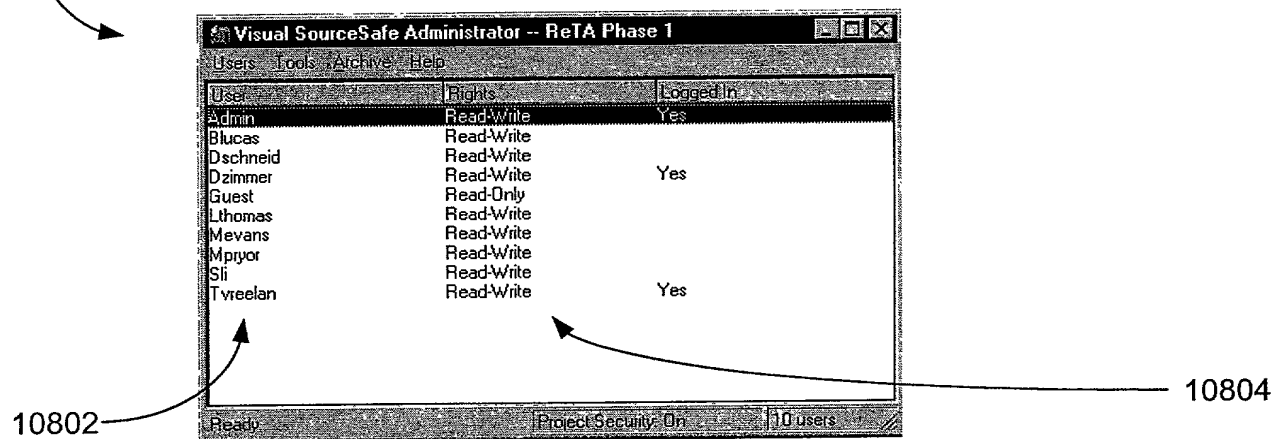 Visual SourceSafe Administrator -- ReTA Phase 1
Users Tools Archive Help
User Rights Logged In
Admin Read-Write Yes
Blucas Read-Write
Dschneid Read-Write
Dzimmer Read-Write Yes
Guest Read-Only
Lthomas Read-Write
Mevans Read-Write
Mpryor Read-Write
Sli Read-Write
Tvreelan Read-Write Yes
10802
10804
Ready Project Security: On 10 users